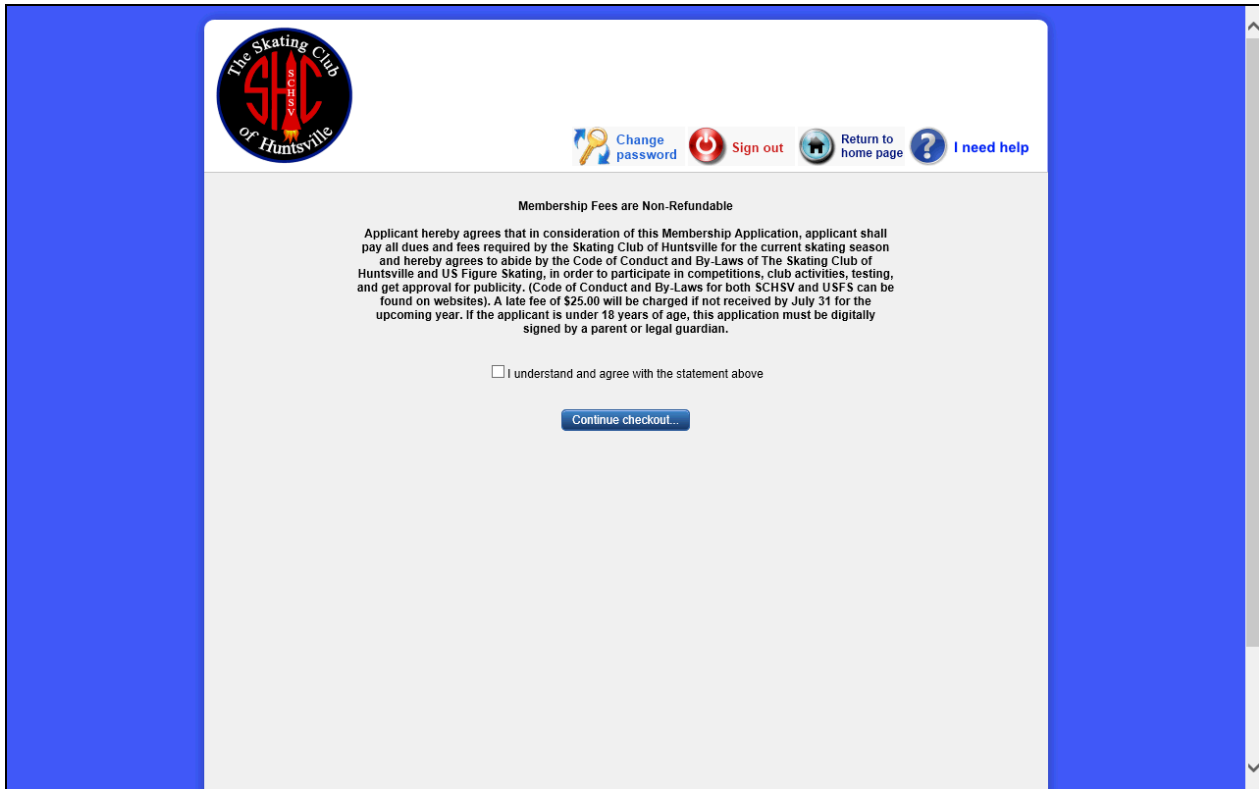 The Skating Club
SHC
SCHSV
of Huntsville
Change
password
Sign out
Return to
home page
?
I need help
Membership Fees are Non-Refundable
Applicant hereby agrees that in consideration of this Membership Application, applicant shall
pay all dues and fees required by the Skating Club of Huntsville for the current skating season
and hereby agrees to abide by the Code of Conduct and By-Laws of The Skating Club of
Huntsville and US Figure Skating, in order to participate in competitions, club activities, testing,
and get approval for publicity. (Code of Conduct and By-Laws for both SCHSV and USFS can be
found on websites). A late fee of $25.00 will be charged if not received by July 31 for the
upcoming year. If the applicant is under 18 years of age, this application must be digitally
signed by a parent or legal guardian.
I understand and agree with the statement above
Continue checkout...